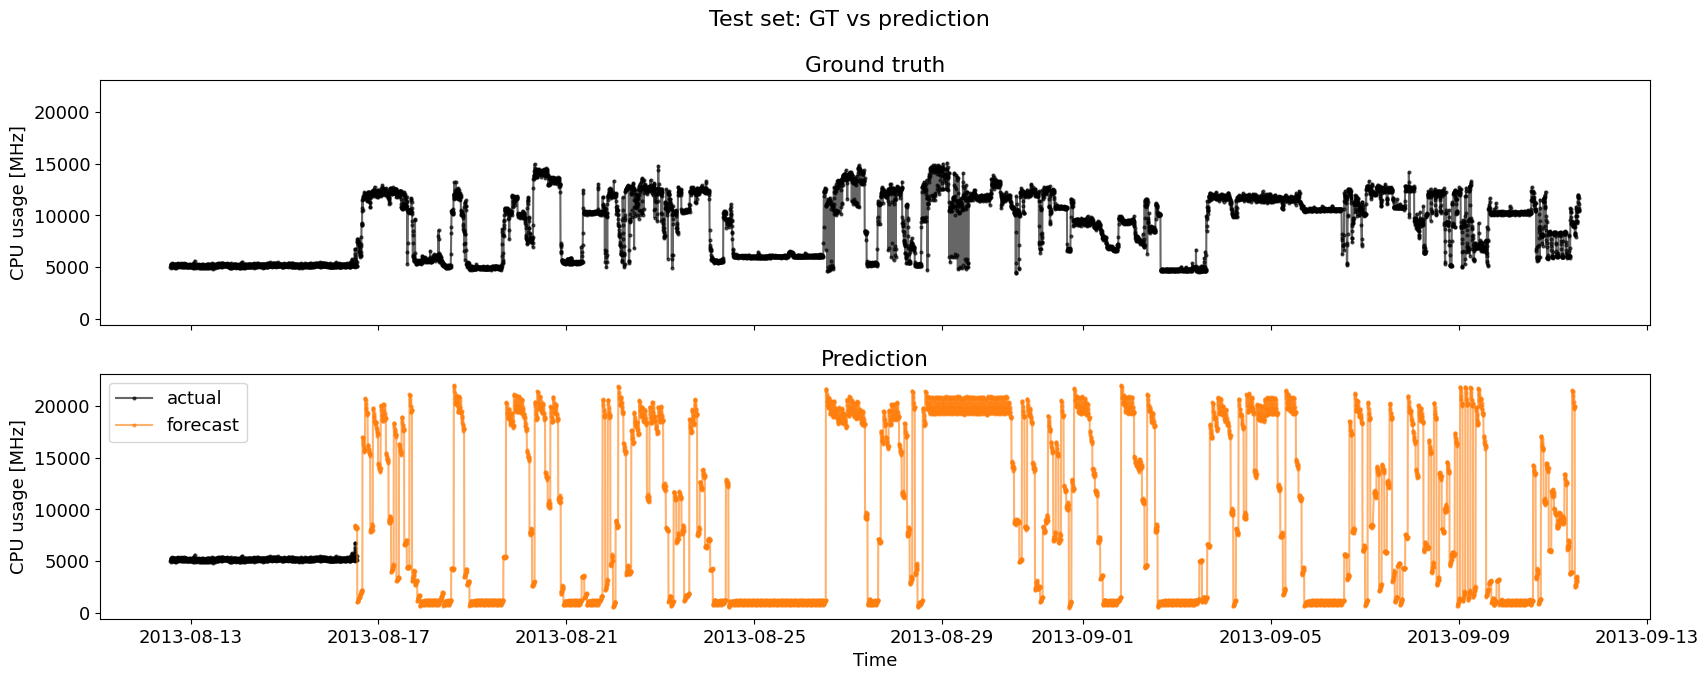 Test set: GT vs prediction
Ground truth
CPU usage [MHz]
20000
15000
10000
5000
0
Prediction
CPU usage [MHz]
20000
15000
10000
5000
0
actual
forecast
2013-08-13 2013-08-17 2013-08-21 2013-08-25 2013-08-29 2013-09-01 2013-09-05 2013-09-09 2013-09-13
Time